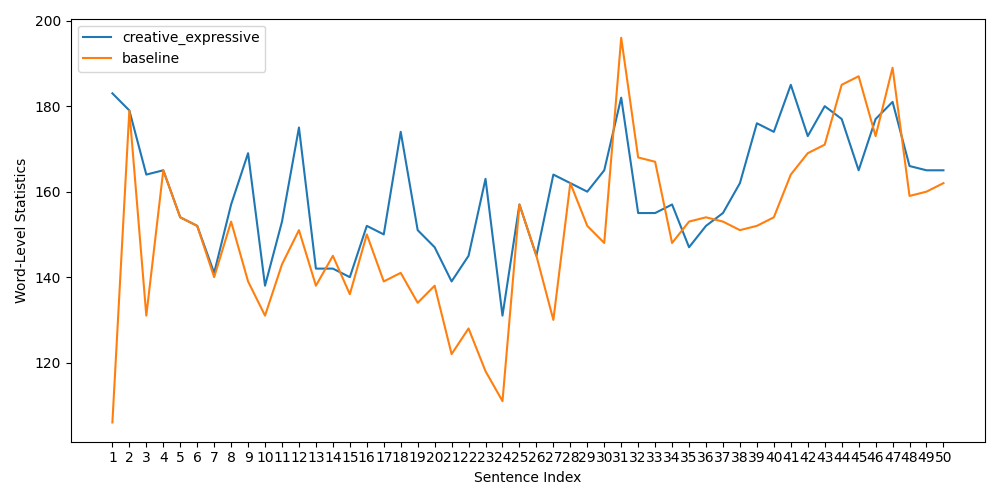 creative_expressive
baseline
Word-Level Statistics
200
180
160
140
120
1 2 3 4 5 6 7 8 9 10 11 12 13 14 15 16 17 18 19 20 21 22 23 24 25 26 27 28 29 30 31 32 33 34 35 36 37 38 39 40 41 42 43 44 45 46 47 48 49 50
Sentence Index